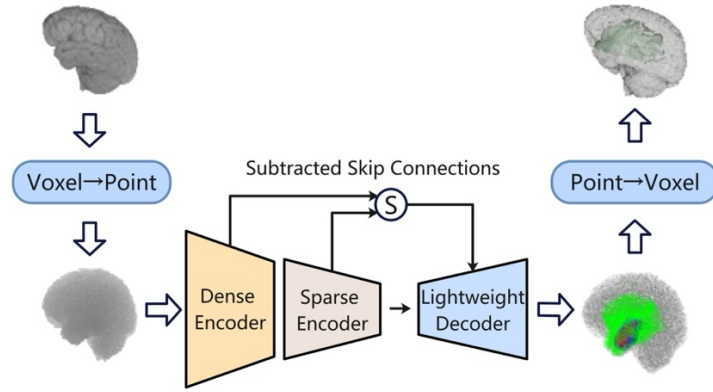 Subtracted Skip Connections
Voxel→Point
Point→Voxel
S
Dense
Encoder
Sparse
Encoder
Lightweight
Decoder